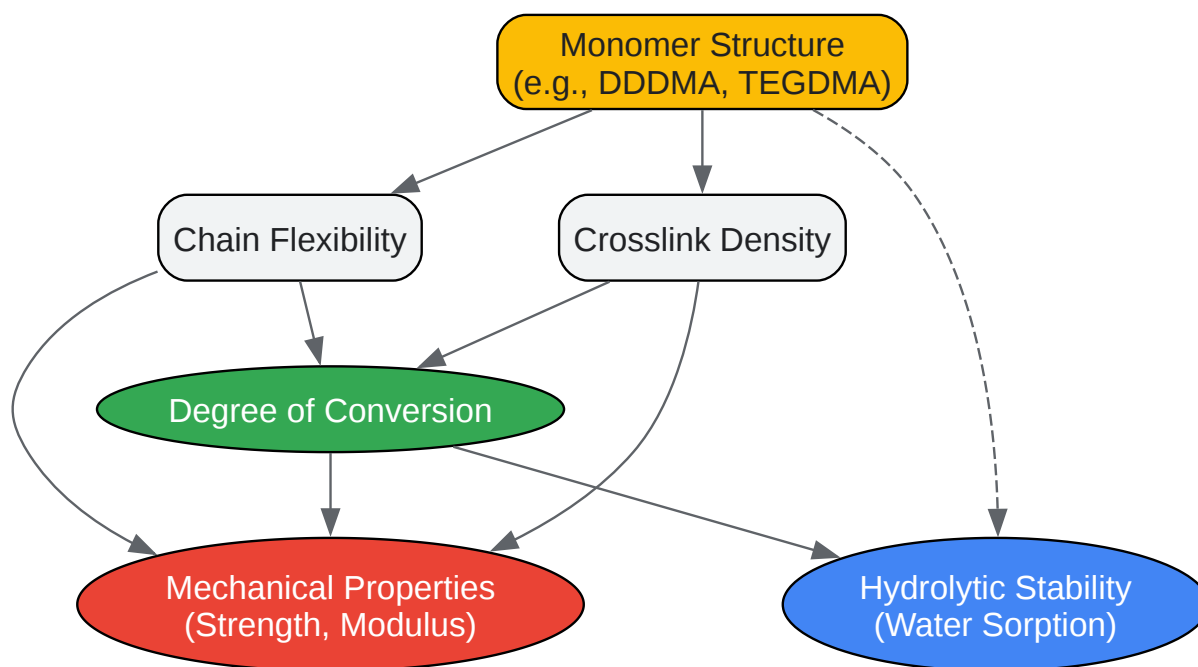 Monomer Structure
(e.g., DDDMA, TEGDMA)
Chain Flexibility
Crosslink Density
Degree of Conversion
Mechanical Properties
(Strength, Modulus)
Hydrolytic Stability
(Water Sorption)